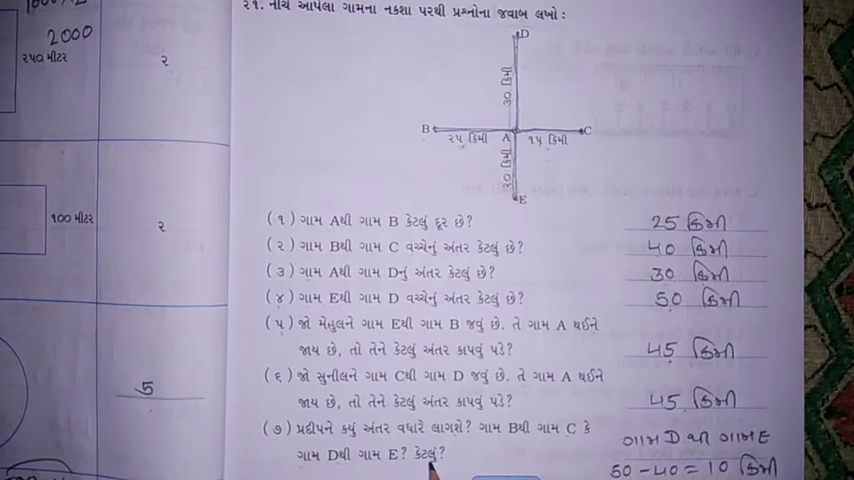 2000
૨૫૦ મીટર
૨
૧૦૦ મીટર
૨
5
૨૧. નીચે આપેલા ગામના નકશા પરથી પ્રશ્નોના જવાબ લખો :
D
30 કિમી
B
૨૫ કિમી
A
૧૫ કિમી
C
E
(૧) ગામ Aથી ગામ B કેટલું દૂર છે? 25 કિમી
(૨) ગામ Bથી ગામ C વચ્ચેનું અંતર કેટલું છે? 40 કિમી
(૩) ગામ Aથી ગામ Dનું અંતર કેટલું છે? 30 કિમી
(૪) ગામ Eથી ગામ D વચ્ચેનું અંતર કેટલું છે? 50 કિમી
(૫) જો મેહુલને ગામ Eથી ગામ B જવું છે. તે ગામ A થઈને
જાય છે, તો તેને કેટલું અંતર કાપવું પડે? 45 કિમી
(૬) જો સુનીલને ગામ Cથી ગામ D જવું છે. તે ગામ A થઈને
જાય છે, તો તેને કેટલું અંતર કાપવું પડે? 45 કિમી
(૭) પ્રદીપને કયું અંતર વધારે લાગશે? ગામ Bથી ગામ C કે ગામ D થી ગામ E
ગામ Dથી ગામ E? કેટલું? 50 - 40 = 10 કિમી